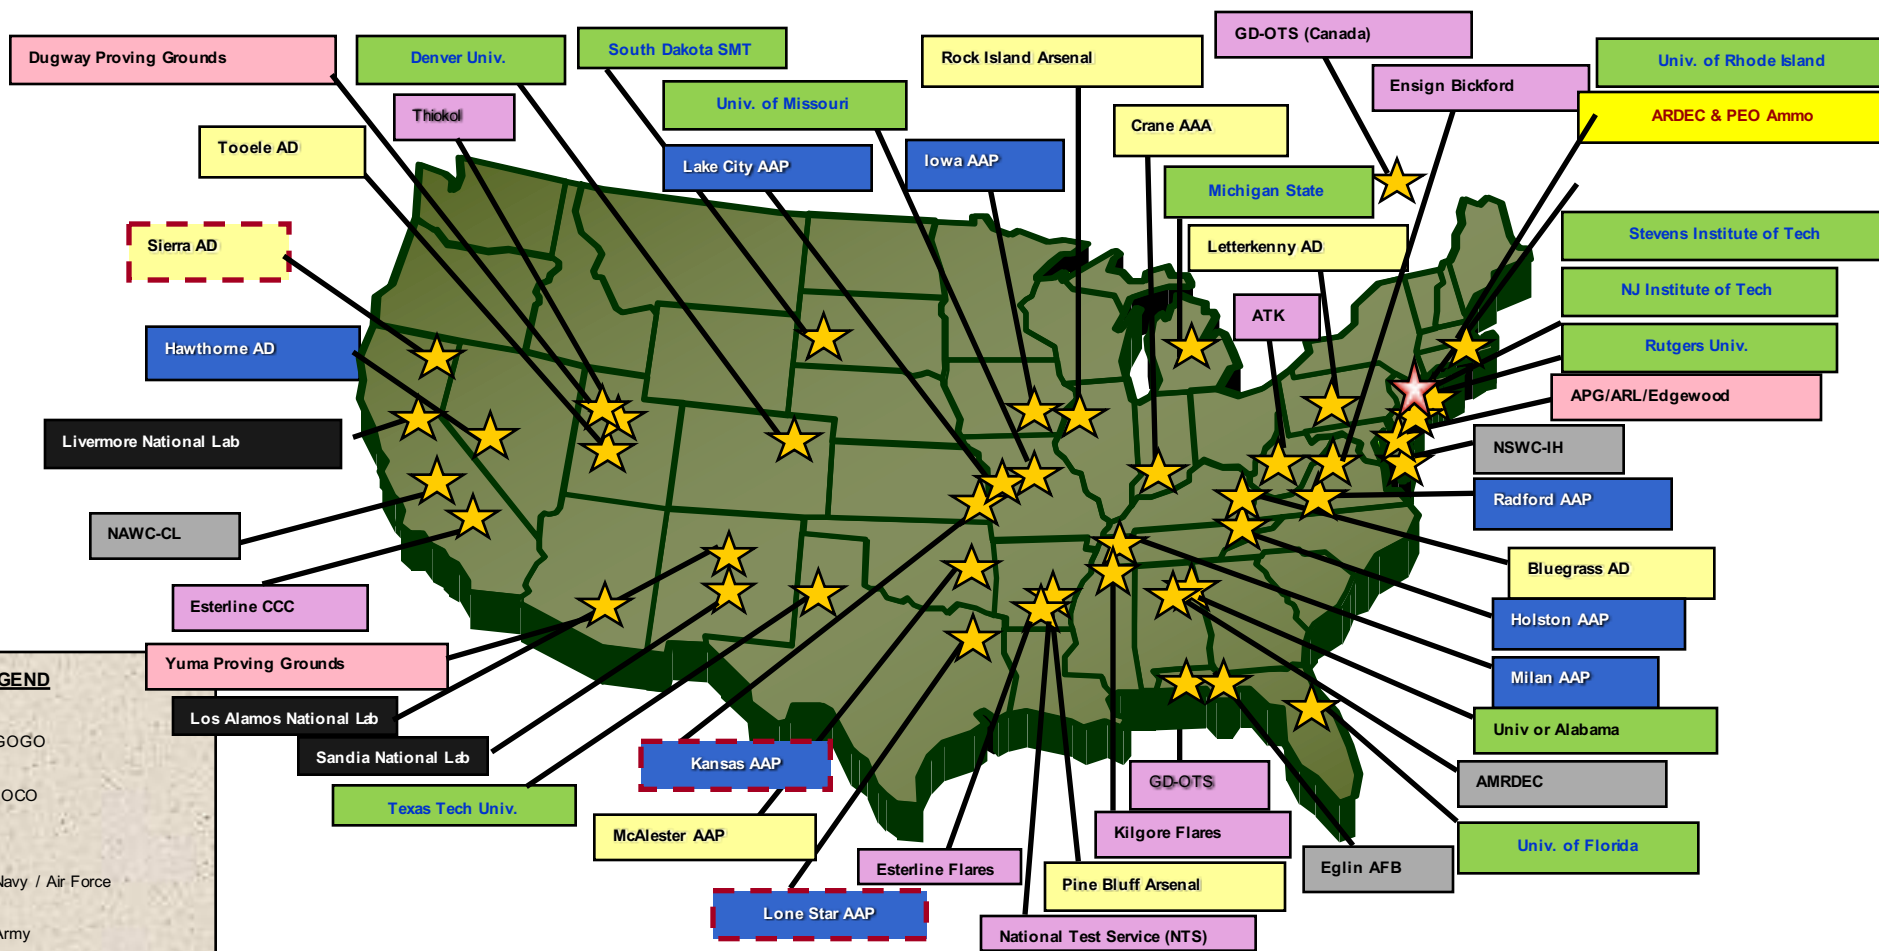 GD-OTS (Canada)
Dugway Proving Grounds
Denver Univ.
South Dakota SMT
Rock Island Arsenal
Univ. of Rhode Island
Ensign Bickford
Univ. of Missouri
Thiokol
ARDEC & PEO Ammo
Crane AAA
Tooele AD
Lake City AAP
Iowa AAP
Michigan State
Sierra AD
Letterkenny AD
Stevens Institute of Tech
NJ Institute of Tech
ATK
Hawthorne AD
Rutgers Univ.
APG/ARL/Edgewood
Livermore National Lab
NSWC-IH
Radford AAP
NAWC-CL
Bluegrass AD
Esterline CCC
Holston AAP
Yuma Proving Grounds
Milan AAP
GEND
Los Alamos National Lab
Univ or Alabama
GOGO
Sandia National Lab
Kansas AAP
GD-OTS
AMRDEC
OCO
Texas Tech Univ.
McAlester AAP
Kilgore Flares
Univ. of Florida
Esterline Flares
Eglin AFB
Navy / Air Force
Pine Bluff Arsenal
Lone Star AAP
Army
National Test Service (NTS)